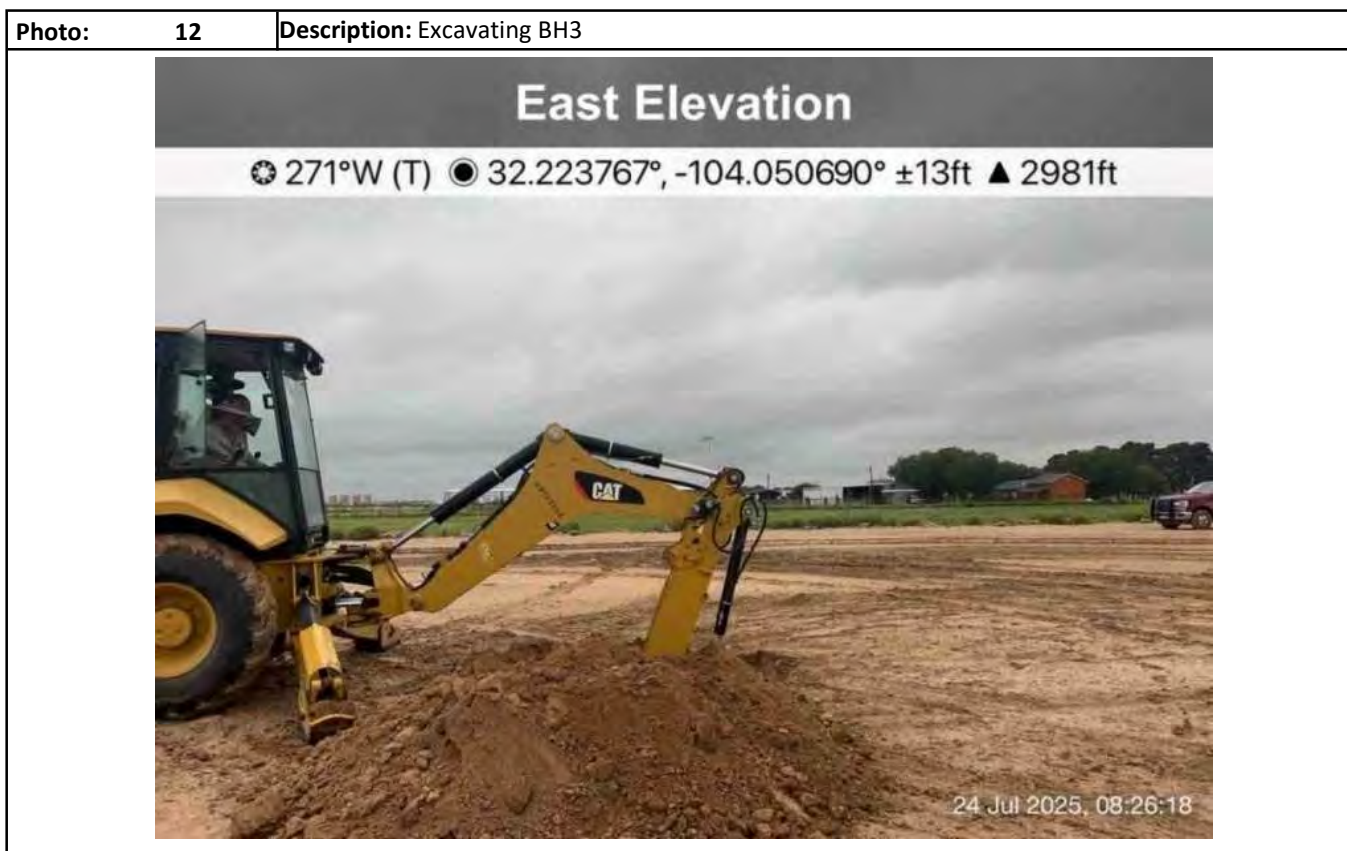 Photo: 12 Description: Excavating BH3
East Elevation
271°W (T) 32.223767°, -104.050690° ±13ft ▲ 2981ft
CAT
24 Jul 2025, 08:26:18